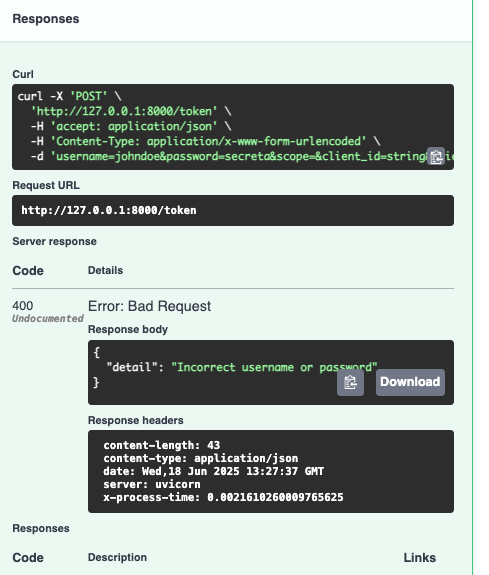 Responses
Curl
curl -X 'POST' \
'http://127.0.0.1:8000/token' \
-H 'accept: application/json' \
-H 'Content-Type: application/x-www-form-urlencoded' \
-d 'username=johndoe&password=secreta&scope=&client_id=string&
Request URL
http://127.0.0.1:8000/token
Server response
Code Details
400 Error: Bad Request
Undocumented
Response body
{
"detail": "Incorrect username or password"
}
Download
Response headers
content-length: 43
content-type: application/json
date: Wed,18 Jun 2025 13:27:37 GMT
server: uvicorn
x-process-time: 0.0021610260009765625
Responses
Code Description Links